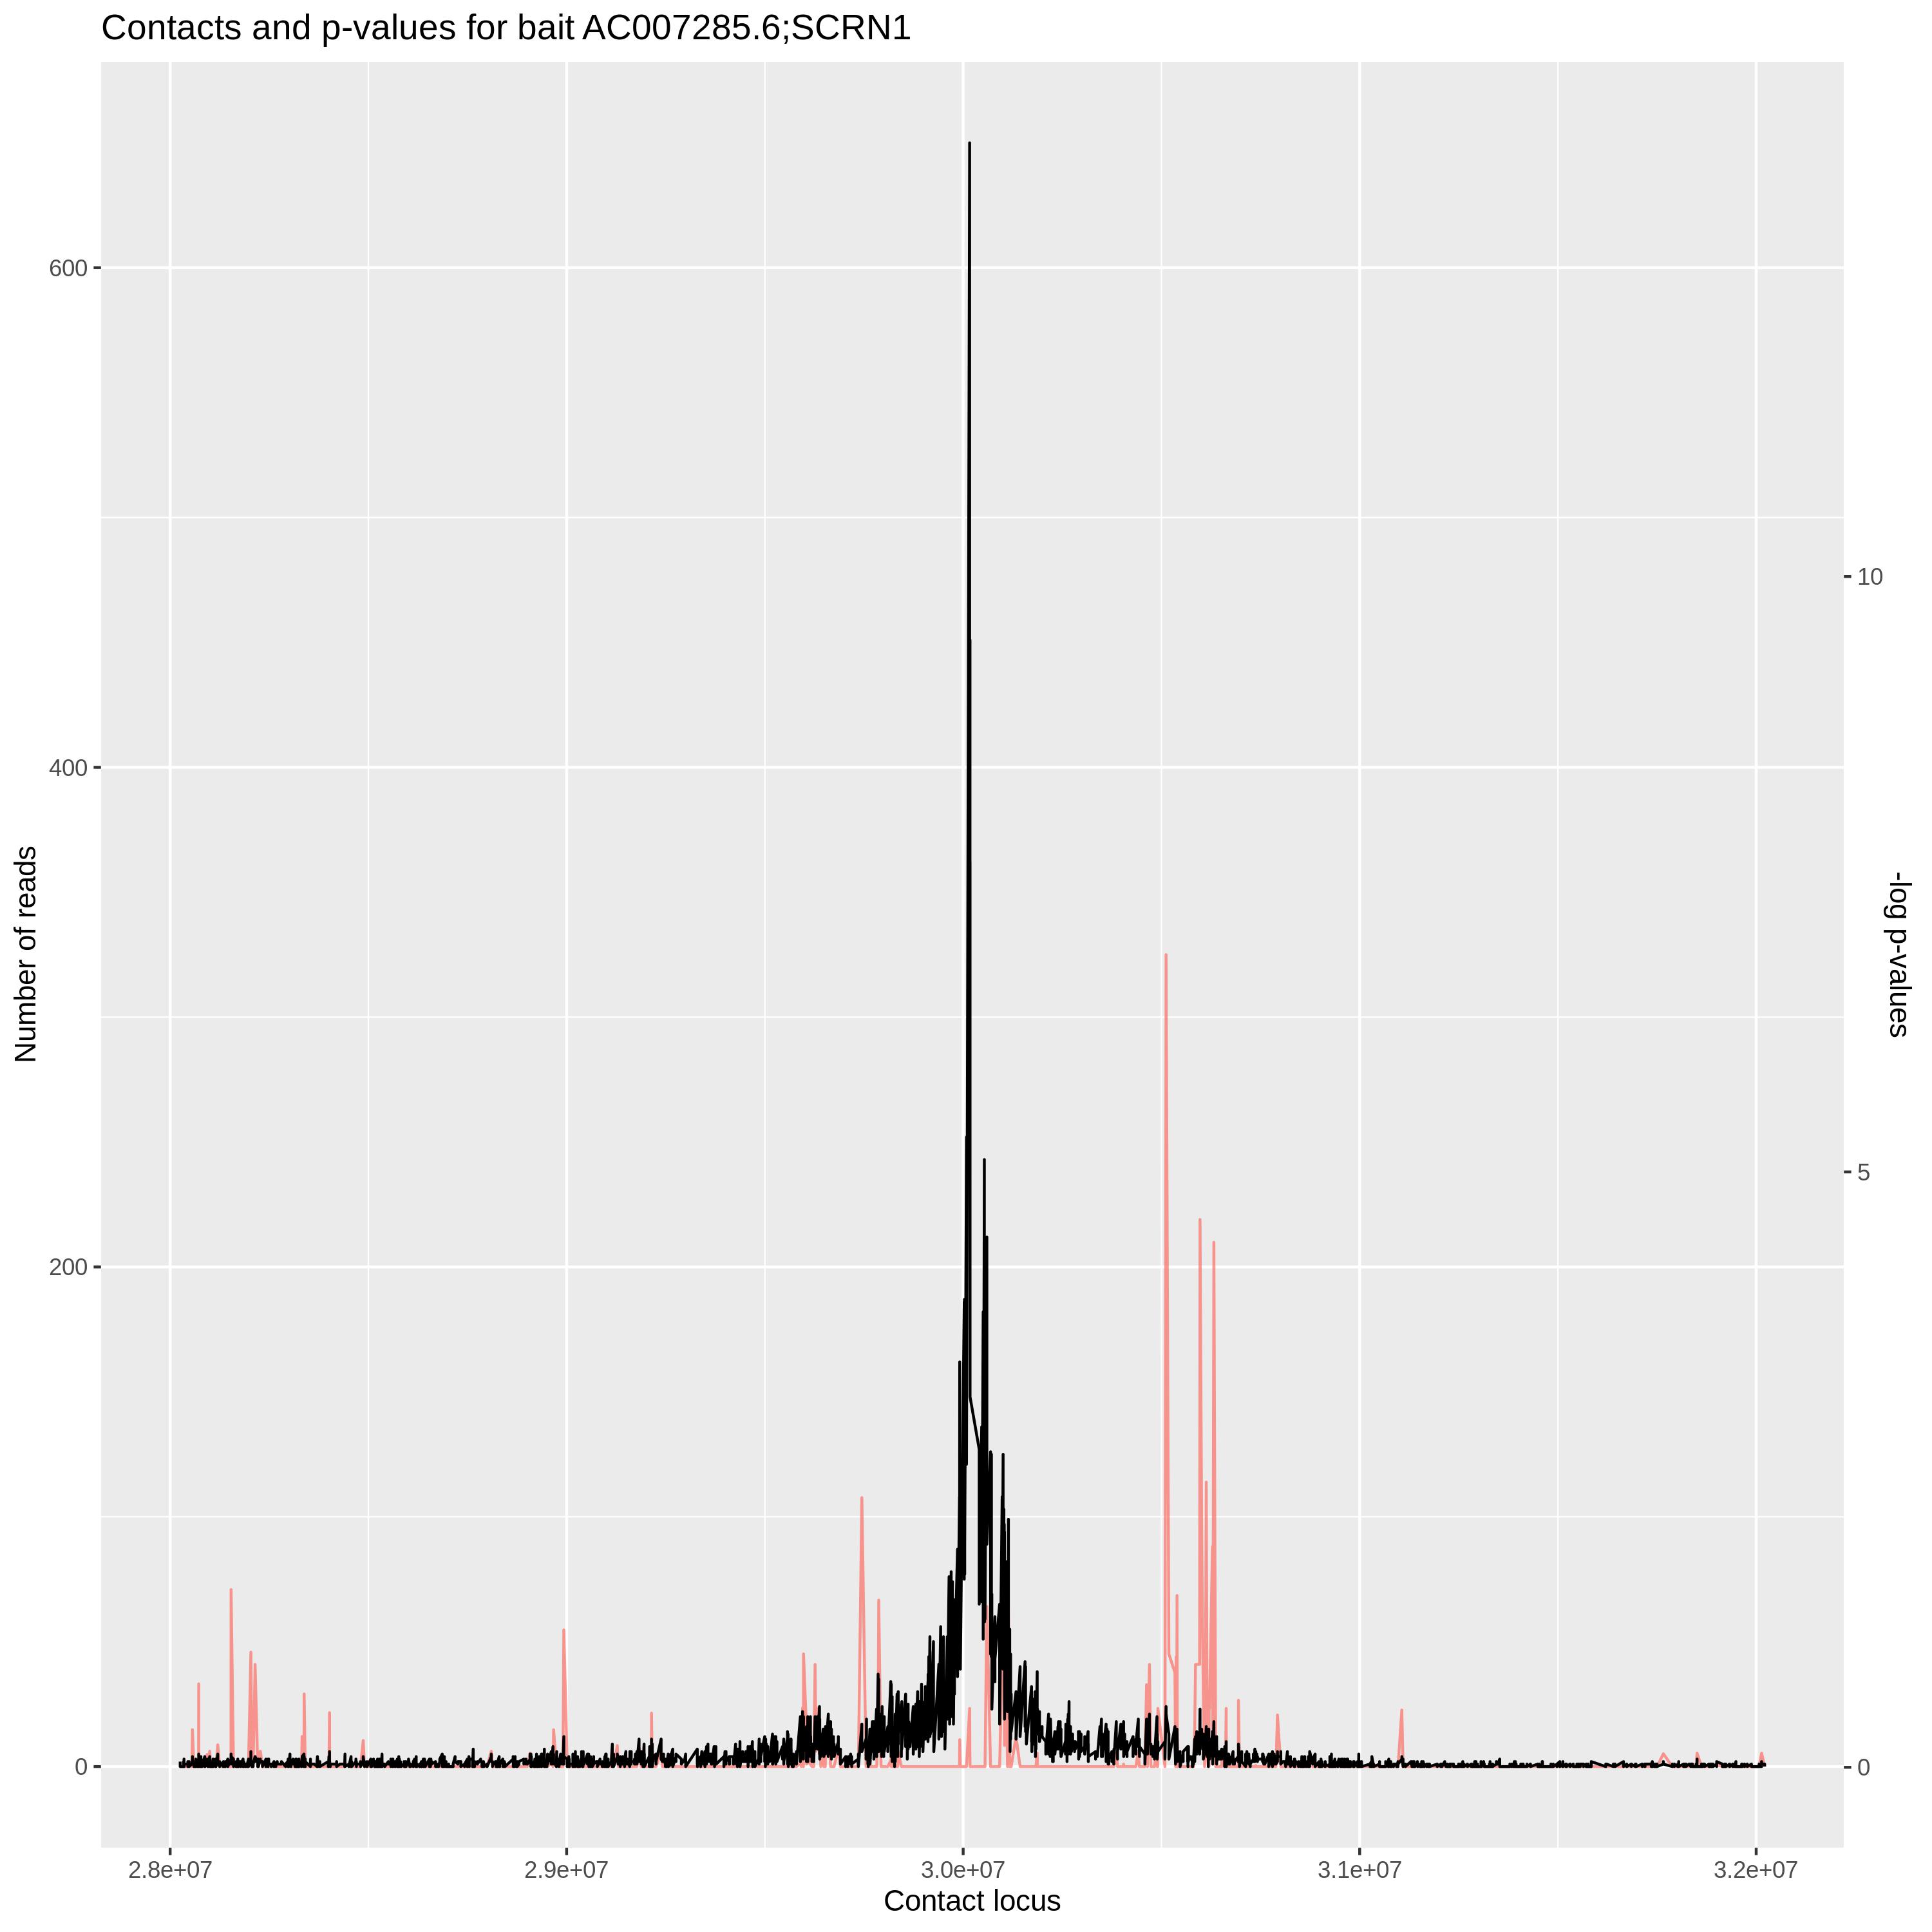 Contacts and p-values for bait AC007285.6;SCRN1
Number of reads
600
400
200
0
10
5
0
-log p-values
2.8e+07
2.9e+07
3.0e+07
3.1e+07
3.2e+07
Contact locus